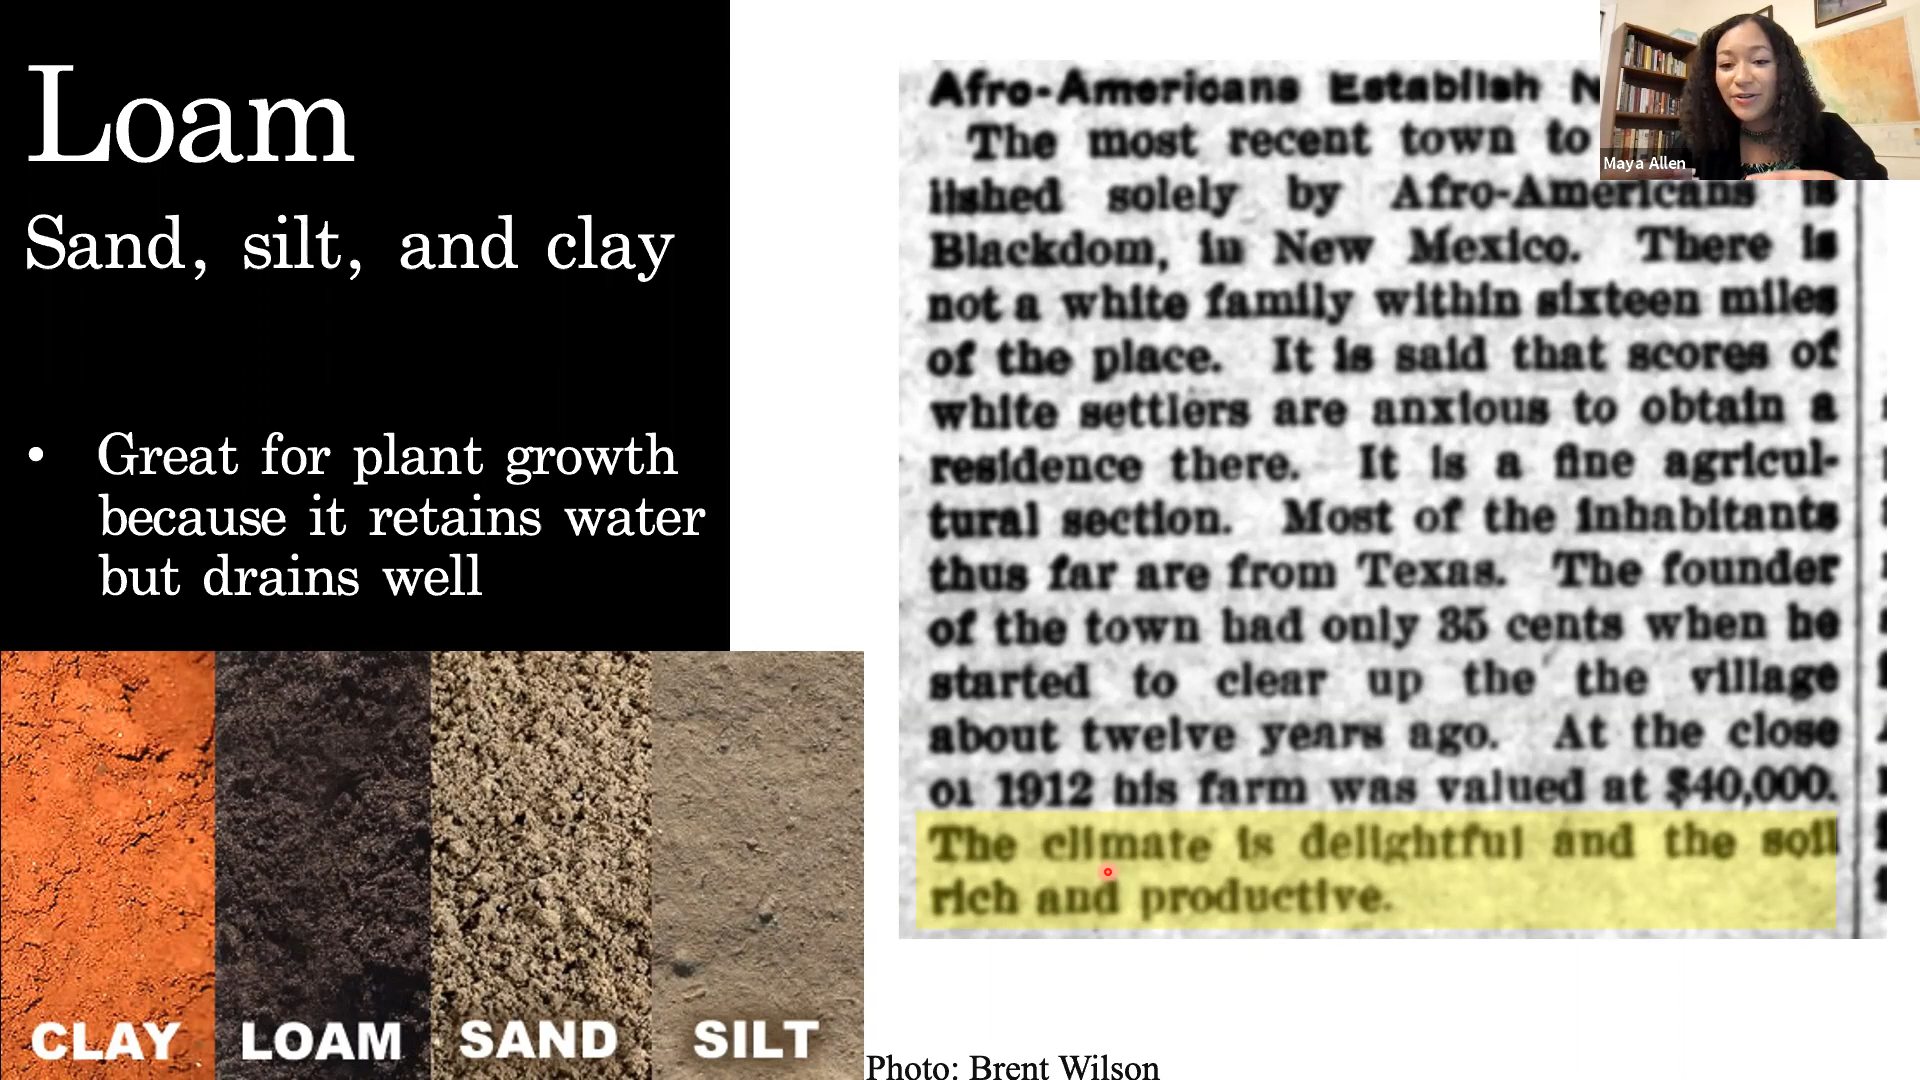 Loam
Sand, silt, and clay
• Great for plant growth
because it retains water
but drains well
CLAY
LOAM
SAND
SILT
Afro-Americans Establish
The most recent town to
lished solely by Afro-Americans is
Blackdom, in New Mexico. There is
not a white family within sixteen miles
of the place. It is said that scores of
white settlers are anxious to obtain a
residence there. It is a fine agricul-
tural section. Most of the inhabitants
thus far are from Texas. The founder
of the town had only 35 cents when he
started to clear up the the village
about twelve years ago. At the close
of 1912 his farm was valued at $40,000.
The climate is delightful and the soil
rich and productive.
Photo: Brent Wilson
Maya Allen